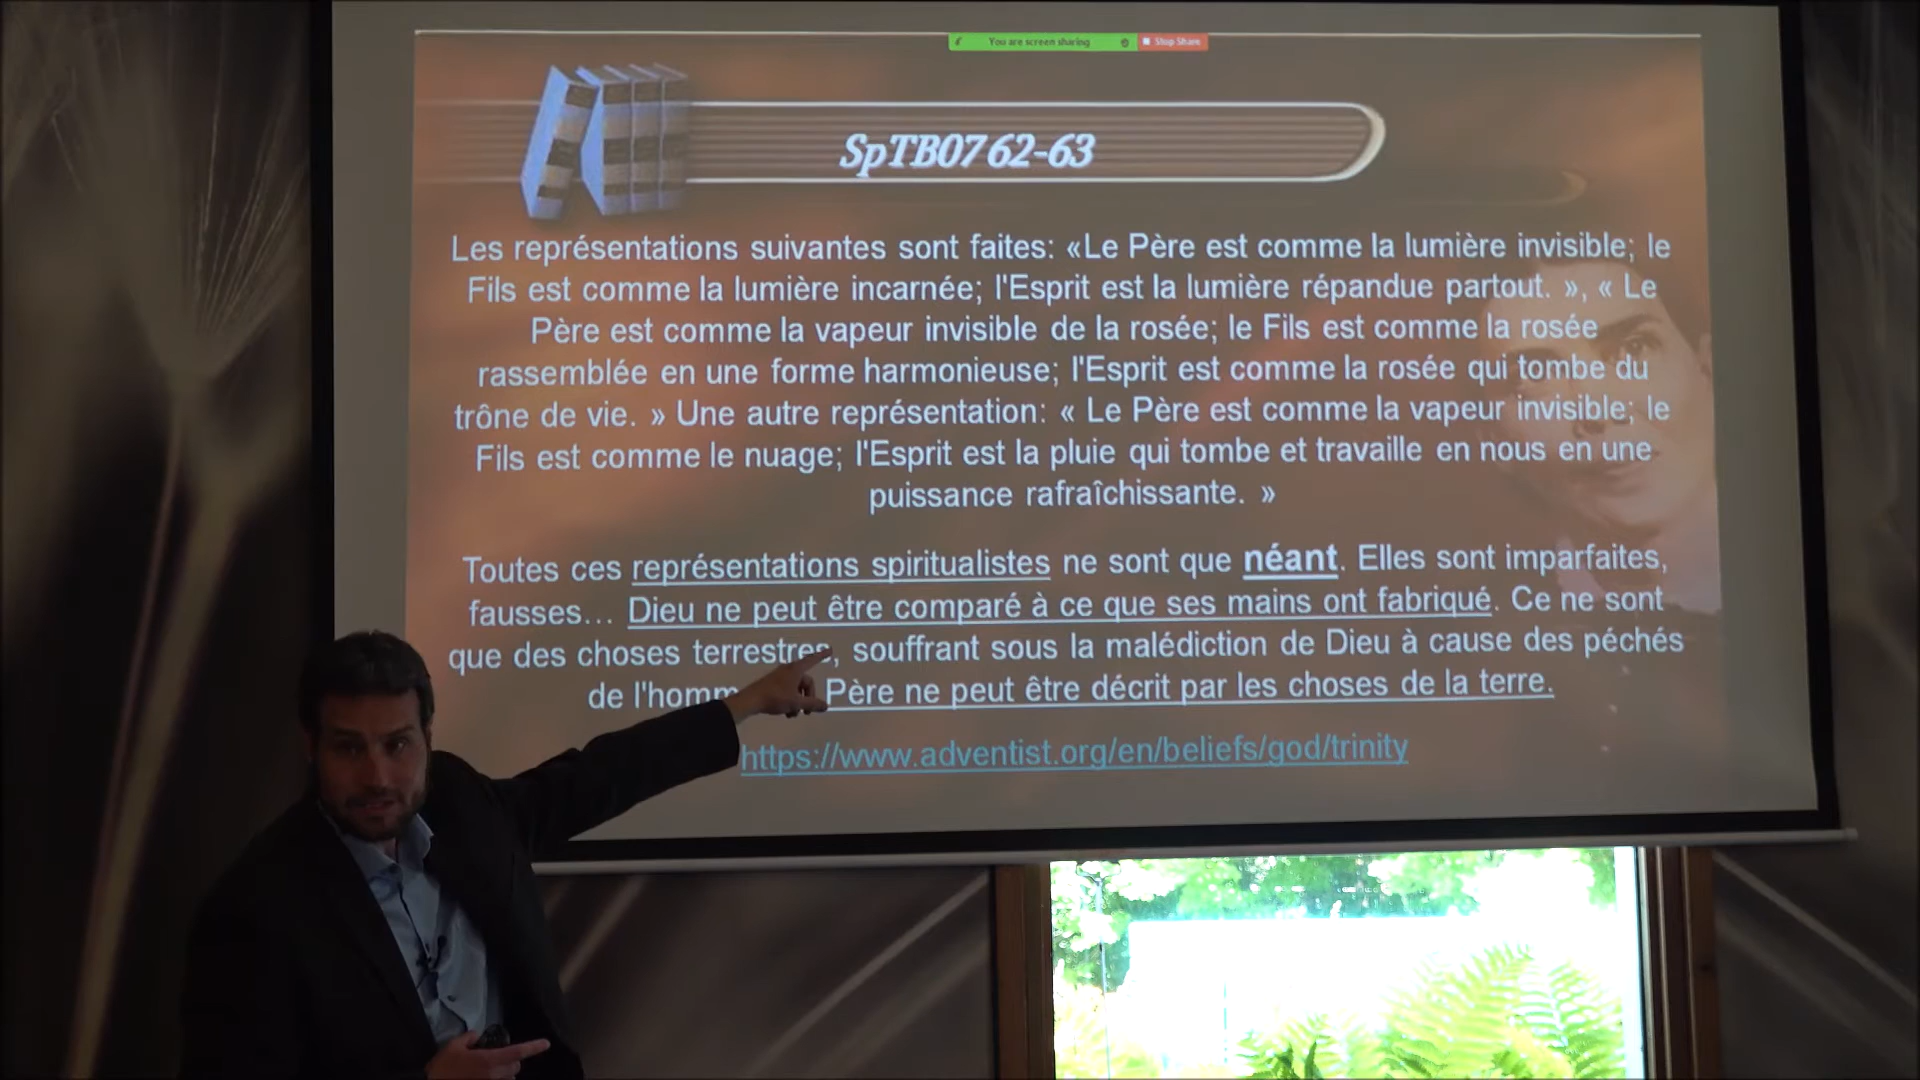 You are screen sharing Stop Share
SpTB07 62-63
Les représentations suivantes sont faites: «Le Père est comme la lumière invisible; le
Fils est comme la lumière incarnée; l'Esprit est la lumière répandue partout. », « Le
Père est comme la vapeur invisible de la rosée; le Fils est comme la rosée
rassemblée en une forme harmonieuse; l'Esprit est comme la rosée qui tombe du
trône de vie. » Une autre représentation: « Le Père est comme la vapeur invisible; le
Fils est comme le nuage; l'Esprit est la pluie qui tombe et travaille en nous en une
puissance rafraîchissante. »
Toutes ces représentations spiritualistes ne sont que néant. Elles sont imparfaites,
fausses… Dieu ne peut être comparé à ce que ses mains ont fabriqué. Ce ne sont
que des choses terrestres, souffrant sous la malédiction de Dieu à cause des péchés
de l'homm Père ne peut être décrit par les choses de la terre.
https://www.adventist.org/en/beliefs/god/trinity